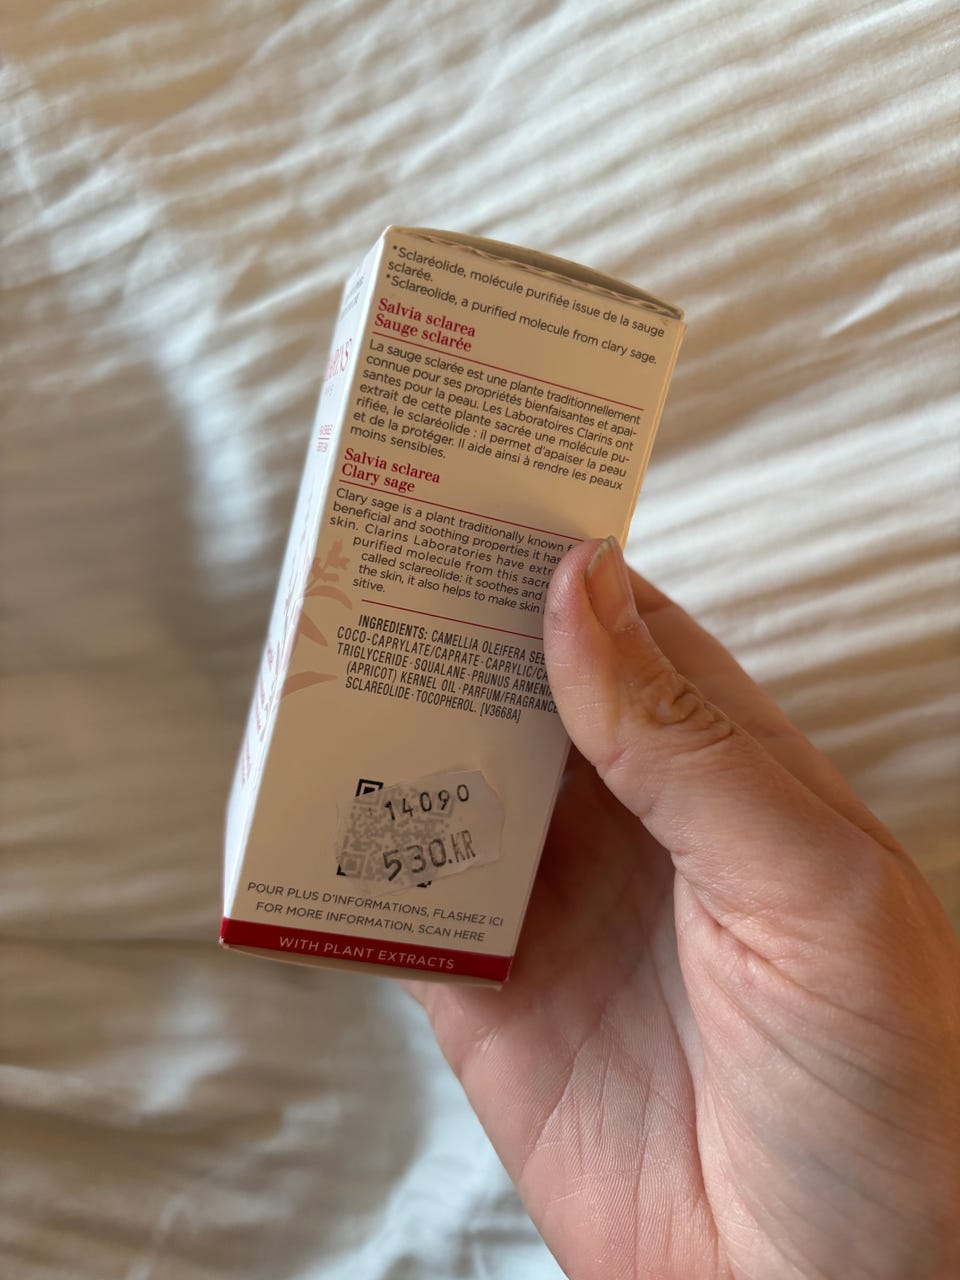 *Sclaréolide, molécule purifiée issue de la sauge
sclarée.
*Sclareolide, a purified molecule from clary sage.
Salvia sclarea
Sauge sclarée
La sauge sclarée est une plante traditionnellement
connue pour ses propriétés bienfaisantes et apai-
santes pour la peau. Les Laboratoires Clarins ont
extrait de cette plante sacrée une molécule pu-
rifiée, le sclaréolide : il permet d'apaiser la peau
et de la protéger. Il aide ainsi à rendre les peaux
moins sensibles.
Salvia sclarea
Clary sage
Clary sage is a plant traditionally known
beneficial and soothing properties it has
skin. Clarins Laboratories have
purified molecule from this
called sclareolide: it soothes and
the skin, it also helps to make skin
sitive.
INGREDIENTS: CAMELLIA OLEIFERA
COCO-CAPRYLATE/CAPRATE · CAPRYLIC/
TRIGLYCERIDE · SQUALANE · PRUNUS
(APRICOT) KERNEL OIL · PARFUM/FRAGRANCE
SCLAREOLIDE · TOCOPHEROL. [V3668A]
14090
530.KR
POUR PLUS D'INFORMATIONS, FLASHEZ ICI
FOR MORE INFORMATION, SCAN HERE
WITH PLANT EXTRACTS